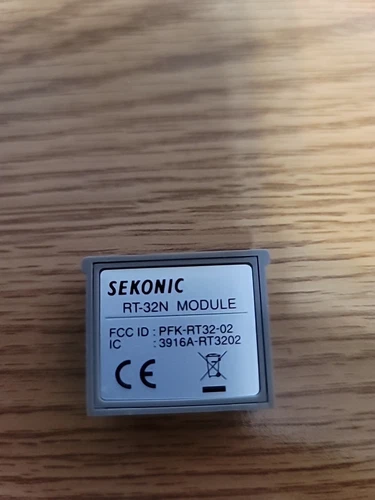 SEKONIC
RT-32N MODULE
FCC ID : PFK-RT32-02
IC : 3916A-RT3202
CE